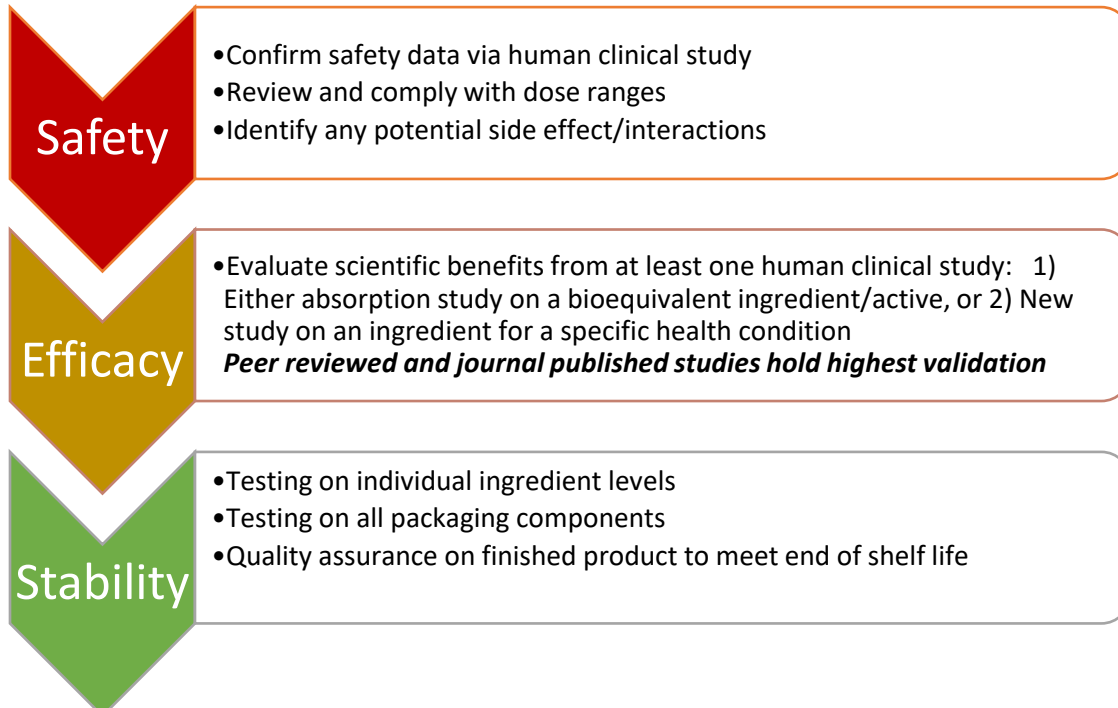 Safety
•Confirm safety data via human clinical study
•Review and comply with dose ranges
•Identify any potential side effect/interactions
Efficacy
•Evaluate scientific benefits from at least one human clinical study: 1)
Either absorption study on a bioequivalent ingredient/active, or 2) New
study on an ingredient for a specific health condition
Peer reviewed and journal published studies hold highest validation
Stability
•Testing on individual ingredient levels
•Testing on all packaging components
•Quality assurance on finished product to meet end of shelf life